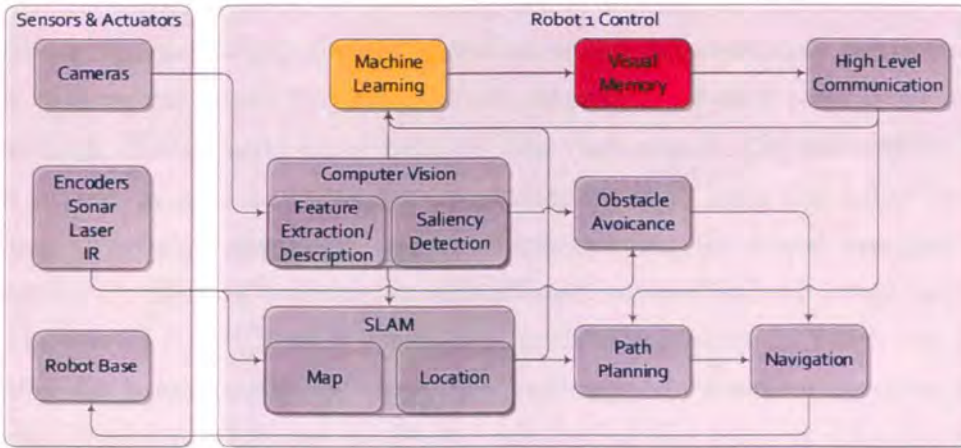 Sensors & Actuators
Cameras
Encoders
Sonar
Laser
IR
Robot Base
Robot 1 Control
Machine
Learning
Visual
Memory
High Level
Communication
Computer Vision
Feature
Extraction /
Description
Saliency
Detection
Obstacle
Avoicance
SLAM
Map
Location
Path
Planning
Navigation